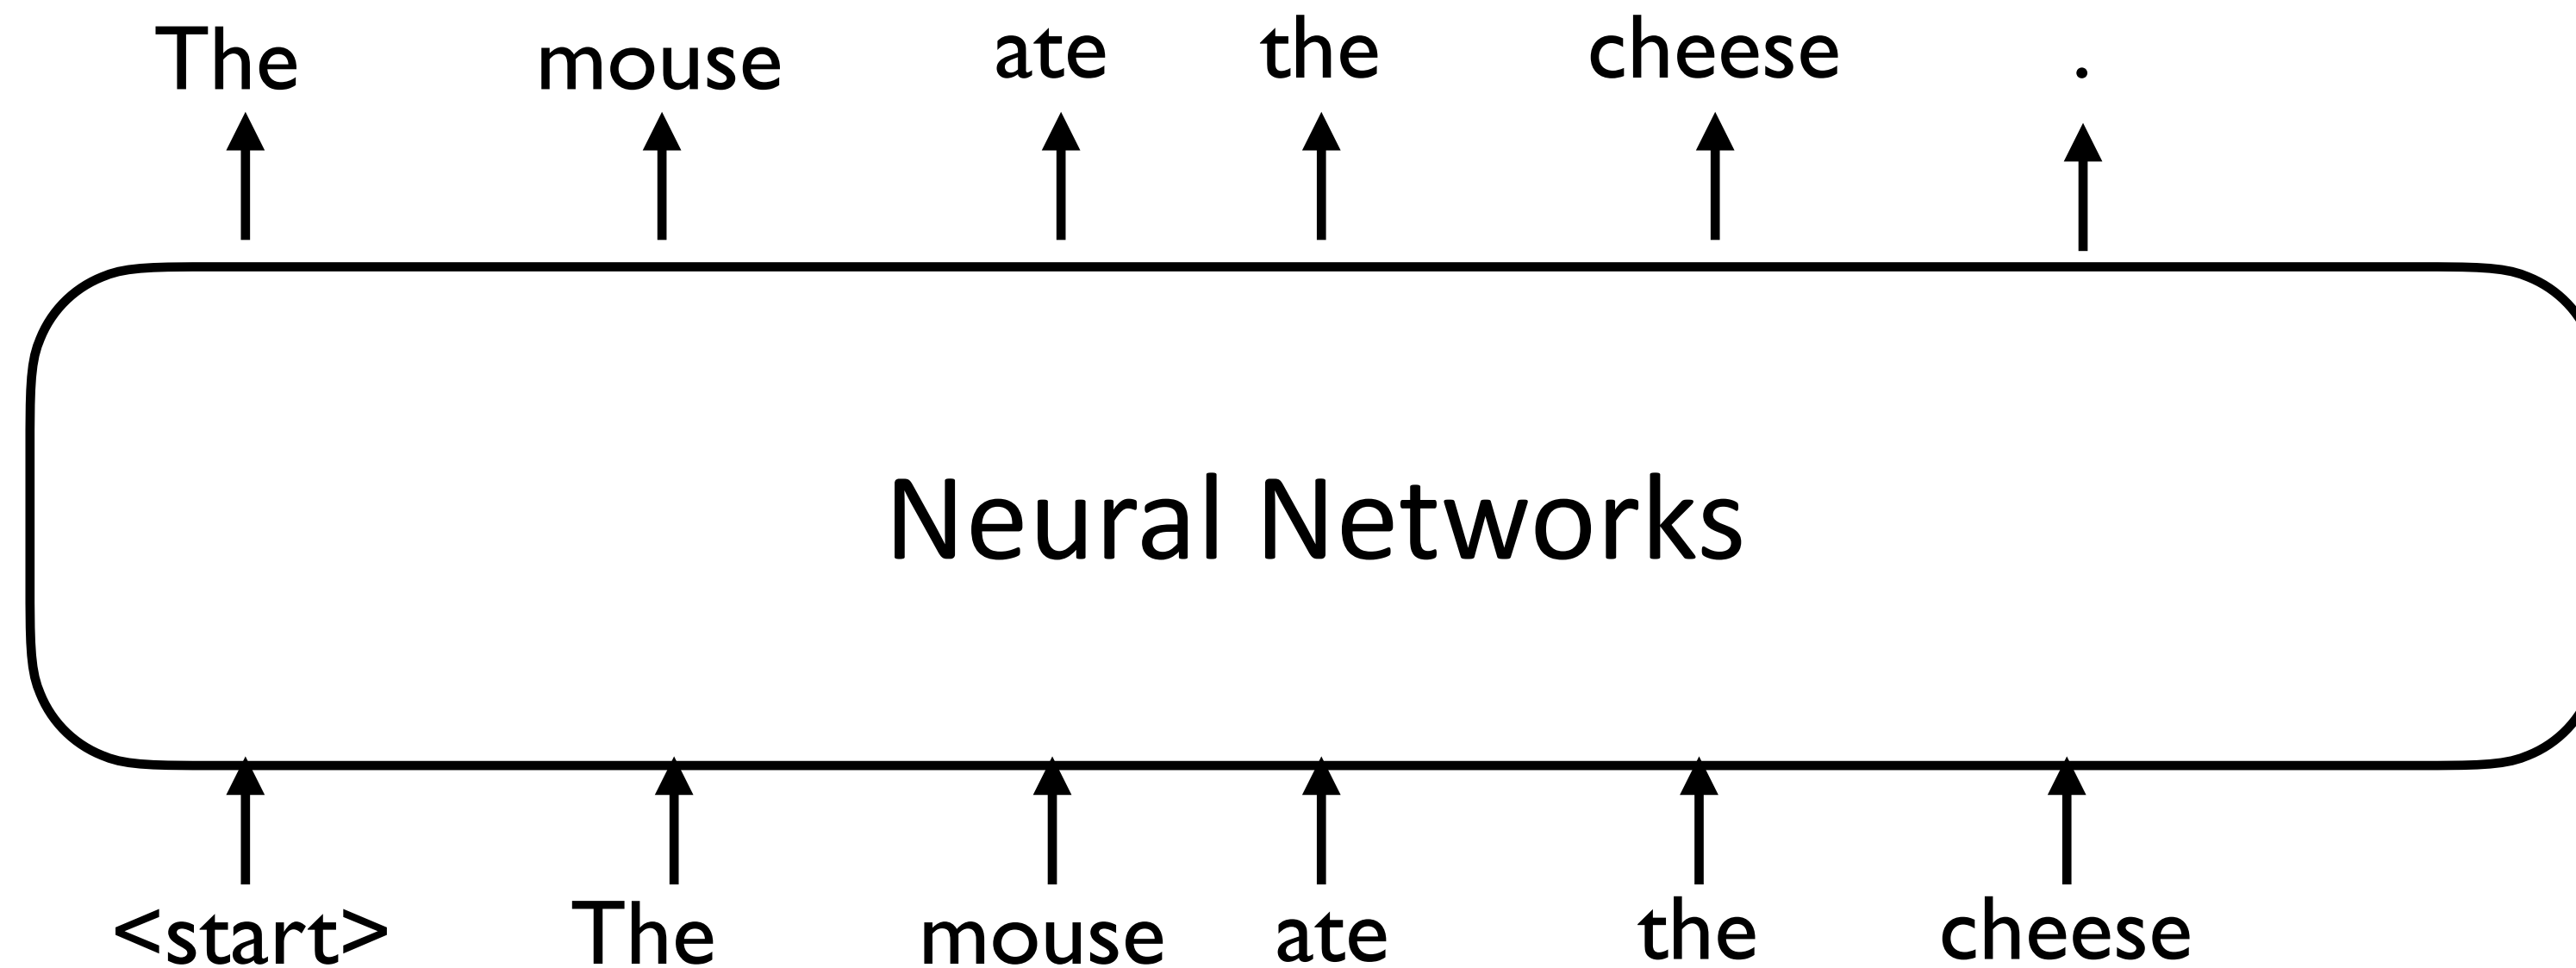 The mouse ate the cheese .
Neural Networks
<start> The mouse ate the cheese